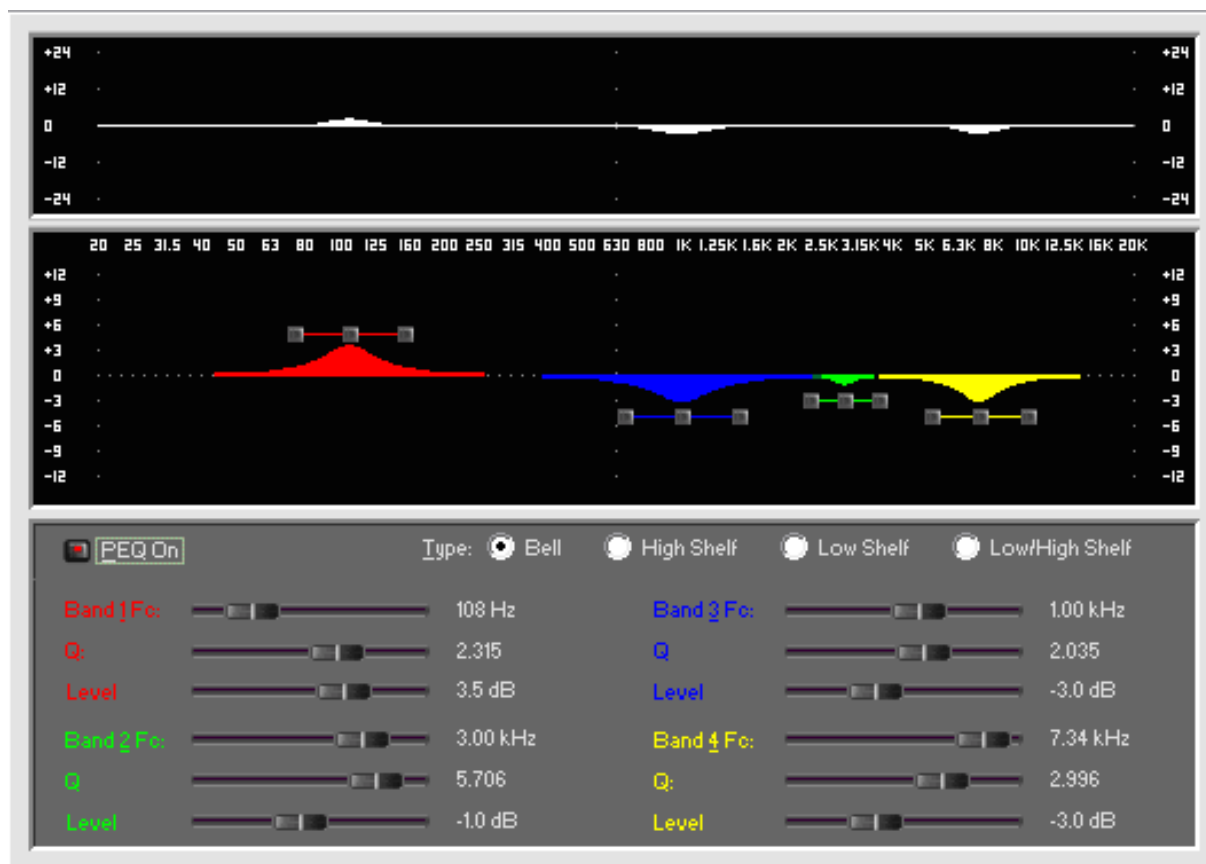 +24 +24
+12 +12
0 0
-12 -12
-24 -24
20 25 31.5 40 50 63 80 100 125 160 200 250 315 400 500 630 800 1K 1.25K 1.6K 2K 2.5K 3.15K 4K 5K 6.3K 8K 10K 12.5K 16K 20K
+12 +12
+9 +9
+6 +6
+3 +3
0 0
-3 -3
-6 -6
-9 -9
-12 -12
PEQ On Type: Bell High Shelf Low Shelf Low/High Shelf
Band 1 Fc: 108 Hz Band 3 Fc: 1.00 kHz
Q: 2.315 Q 2.035
Level 3.5 dB Level -3.0 dB
Band 2 Fc: 3.00 kHz Band 4 Fc: 7.34 kHz
Q 5.706 Q: 2.996
Level -1.0 dB Level -3.0 dB